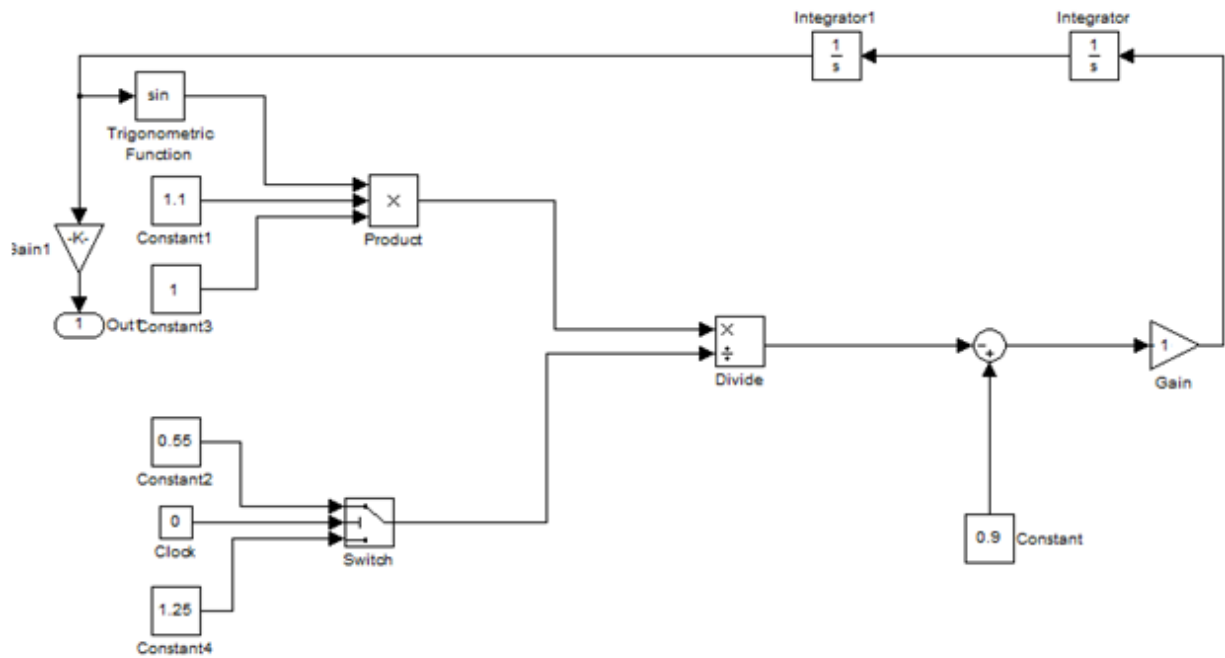 Integrator1
Integrator
1
s
1
s
sin
Trigonometric
Function
1.1
Constant1
×
Product
-K-
Gain1
1
Constant3
1
Out1
×
÷
Divide
-
+
1
Gain
0.55
Constant2
0
Clock
Switch
0.9
Constant
1.25
Constant4